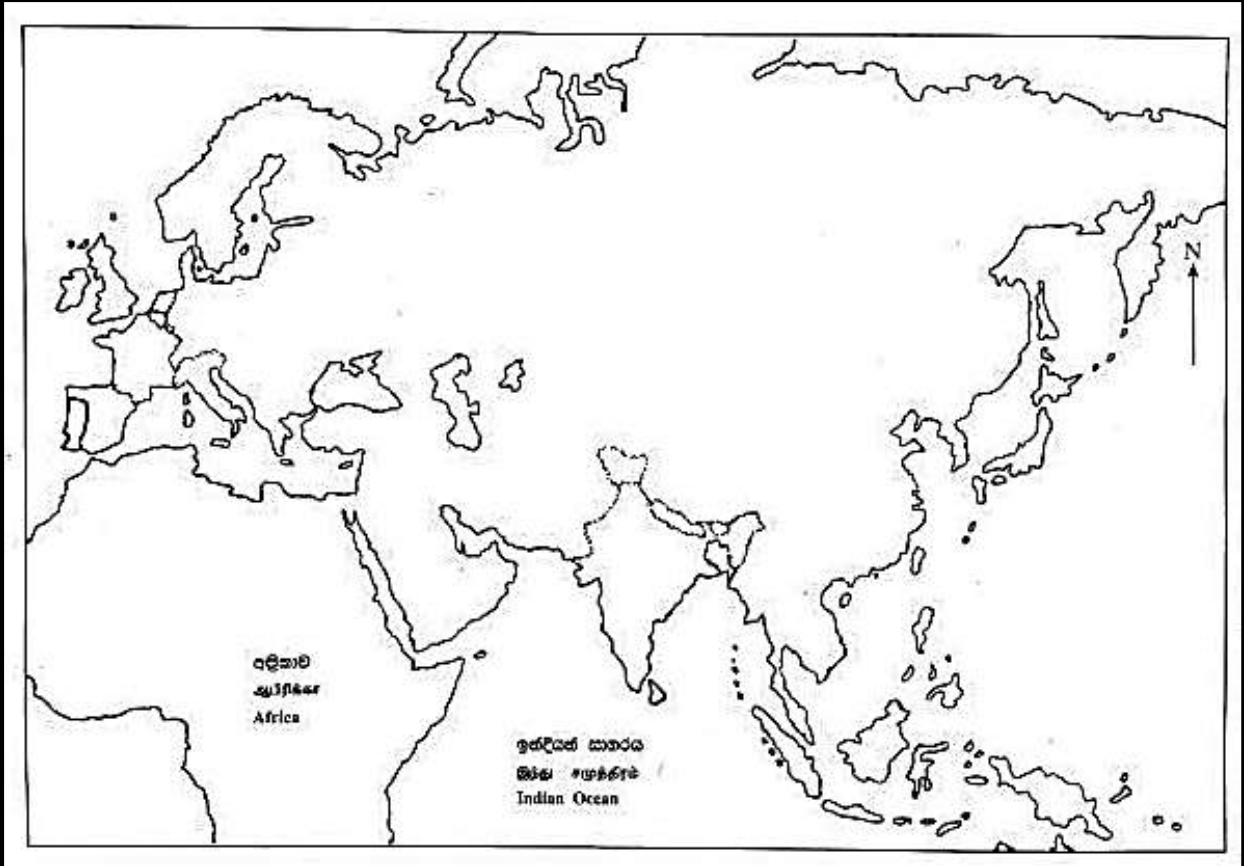 N
අප්‍රිකාව
ஆபிரிக்கா
Africa
ඉන්දියන් සාගරය
இந்து சமுத்திரம்
Indian Ocean